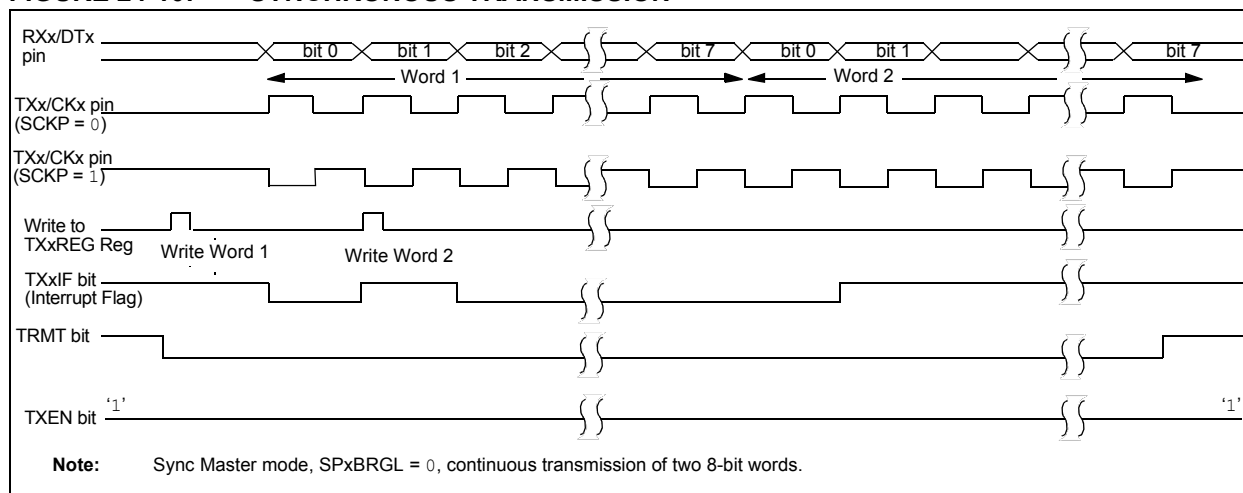 RXx/DTx
pin
bit 0 bit 1 bit 2 bit 7 bit 0 bit 1 bit 7
Word 1 Word 2
TXx/CKx pin
(SCKP = 0)
TXx/CKx pin
(SCKP = 1)
Write to
TXxREG Reg
Write Word 1 Write Word 2
TXxIF bit
(Interrupt Flag)
TRMT bit
TXEN bit ‘1’ ‘1’
Note: Sync Master mode, SPxBRGL = 0, continuous transmission of two 8-bit words.